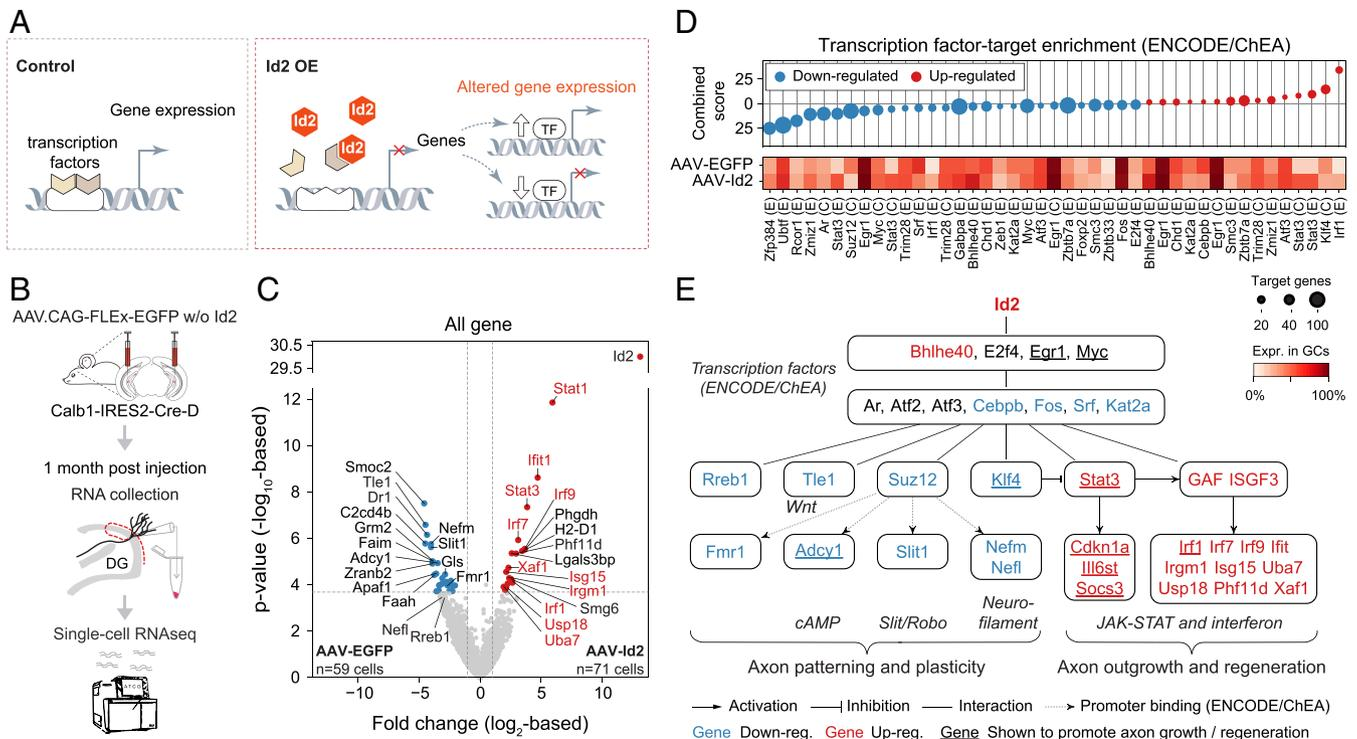 A
Control
Gene expression
transcription
factors
Id2 OE
Id2
Id2
Id2
Genes
Altered gene expression
TF
TF
B
AAV.CAG-FLEx-EGFP w/o Id2
Calb1-IRES2-Cre-D
1 month post injection
RNA collection
DG
Single-cell RNAseq
ATCG
C
All gene
p-value (-log10-based)
30.5
29.5
12
10
8
6
4
2
0
Id2
Stat1
Ifit1
Stat3
Irf9
Irf7
Phgdh
H2-D1
Phf11d
Lgals3bp
Xaf1
Isg15
Irgm1
Smg6
Irf1
Usp18
Uba7
Smoc2
Tle1
Dr1
C2cd4b
Grm2
Faim
Adcy1
Zranb2
Apaf1
Faah
Nefl
Rreb1
Nefm
Slit1
Gls
Fmr1
AAV-EGFP
n=59 cells
AAV-Id2
n=71 cells
−10 −5 0 5 10
Fold change (log2-based)
D
Transcription factor-target enrichment (ENCODE/ChEA)
Combined
score
25
0
25
Down-regulated Up-regulated
AAV-EGFP
AAV-Id2
Zfp384 (E)
Ubtf (E)
Rcor1 (E)
Zmiz1 (E)
Ar (C)
Stat3 (E)
Suz12 (C)
Egr1 (E)
Myc (C)
Stat3 (C)
Trim28 (E)
Srf (E)
Irf1 (E)
Trim28 (C)
Gabpa (E)
Bhlhe40 (E)
Chd1 (E)
Zeb1 (E)
Kat2a (E)
Myc (E)
Atf3 (E)
Egr1 (C)
Zbtb7a (E)
Foxp2 (E)
Smc3 (E)
Zbtb33 (E)
Fos (E)
E2f4 (E)
Bhlhe40 (E)
Egr1 (E)
Chd1 (E)
Kat2a (E)
Cebpb (E)
Egr1 (C)
Smc3 (E)
Zbtb7a (E)
Trim28 (C)
Zmiz1 (E)
Atf3 (E)
Stat3 (C)
Stat3 (E)
Klf4 (C)
Irf1 (E)
Target genes
20 40 100
Expr. in GCs
0% 100%
E
Id2
Transcription factors
(ENCODE/ChEA)
Bhlhe40, E2f4, Egr1, Myc
Ar, Atf2, Atf3, Cebpb, Fos, Srf, Kat2a
Rreb1
Tle1
Suz12
Klf4
Stat3
GAF ISGF3
Wnt
Fmr1
Adcy1
Slit1
Nefm
Nefl
Cdkn1a
Ill6st
Socs3
Irf1 Irf7 Irf9 Ifit
Irgm1 Isg15 Uba7
Usp18 Phf11d Xaf1
cAMP
Slit/Robo
Neuro-
filament
JAK-STAT and interferon
Axon patterning and plasticity
Axon outgrowth and regeneration
Activation Inhibition Interaction Promoter binding (ENCODE/ChEA)
Gene Down-reg. Gene Up-reg. Gene Shown to promote axon growth / regeneration